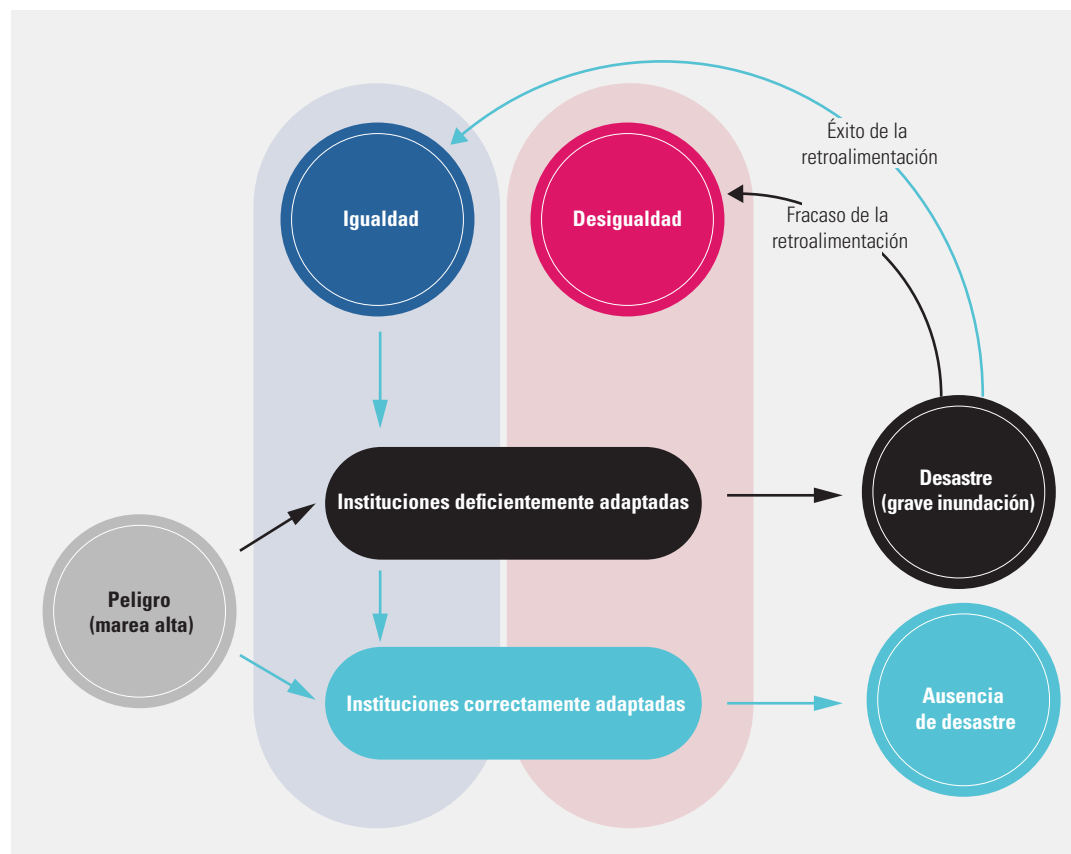 Éxito de la
retroalimentación
Igualdad
Desigualdad
Fracaso de la
retroalimentación
Instituciones deficientemente adaptadas
Desastre
(grave inundación)
Peligro
(marea alta)
Instituciones correctamente adaptadas
Ausencia
de desastre